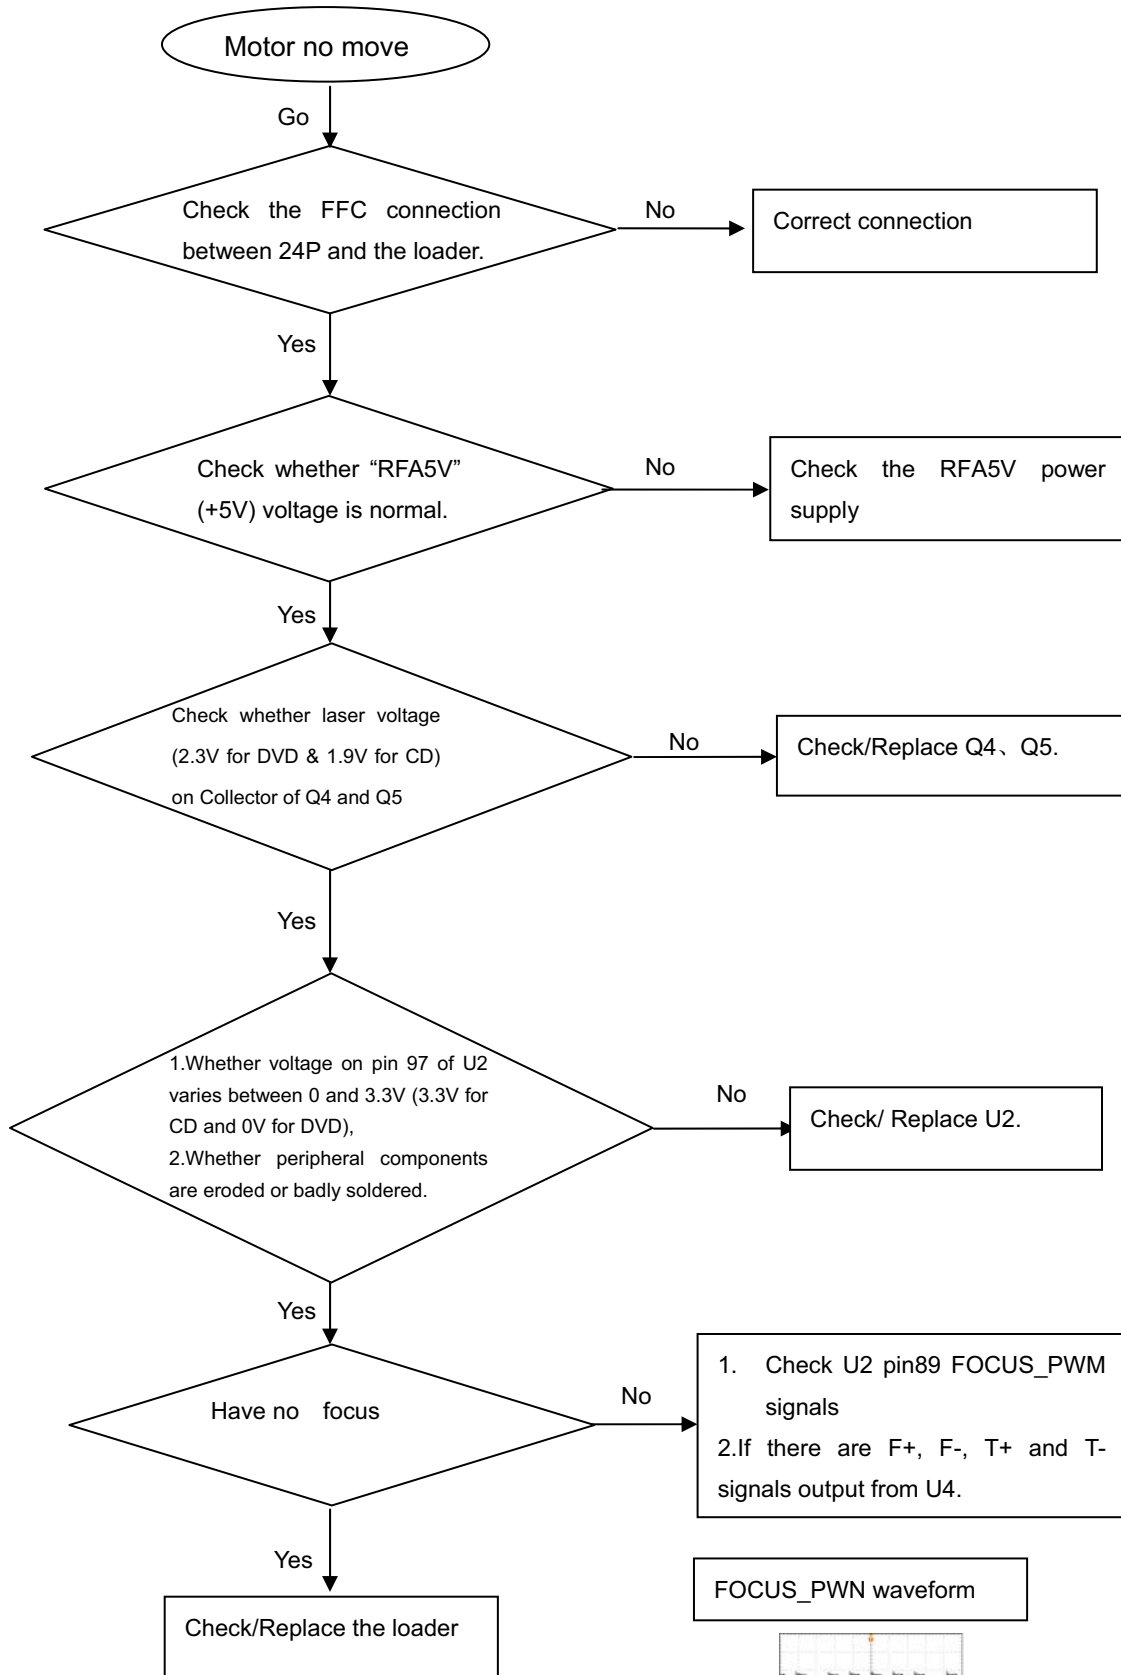 Motor no move
Go
Check the FFC connection
between 24P and the loader.
No
Correct connection
Yes
Check whether “RFA5V”
(+5V) voltage is normal.
No
Check the RFA5V power
supply
Yes
Check whether laser voltage
(2.3V for DVD & 1.9V for CD)
on Collector of Q4 and Q5
No
Check/Replace Q4、Q5.
Yes
1.Whether voltage on pin 97 of U2
varies between 0 and 3.3V (3.3V for
CD and 0V for DVD),
2.Whether peripheral components
are eroded or badly soldered.
No
Check/ Replace U2.
Yes
Have no focus
No
1. Check U2 pin89 FOCUS_PWM
signals
2.If there are F+, F-, T+ and T-
signals output from U4.
Yes
Check/Replace the loader
FOCUS_PWN waveform